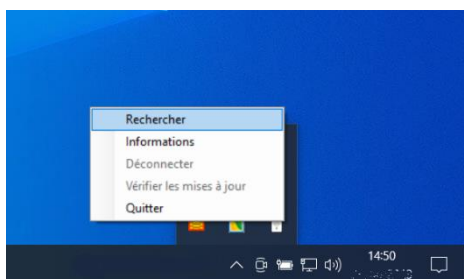 Rechercher
Informations
Déconnecter
Vérifier les mises à jour
Quitter
14:50